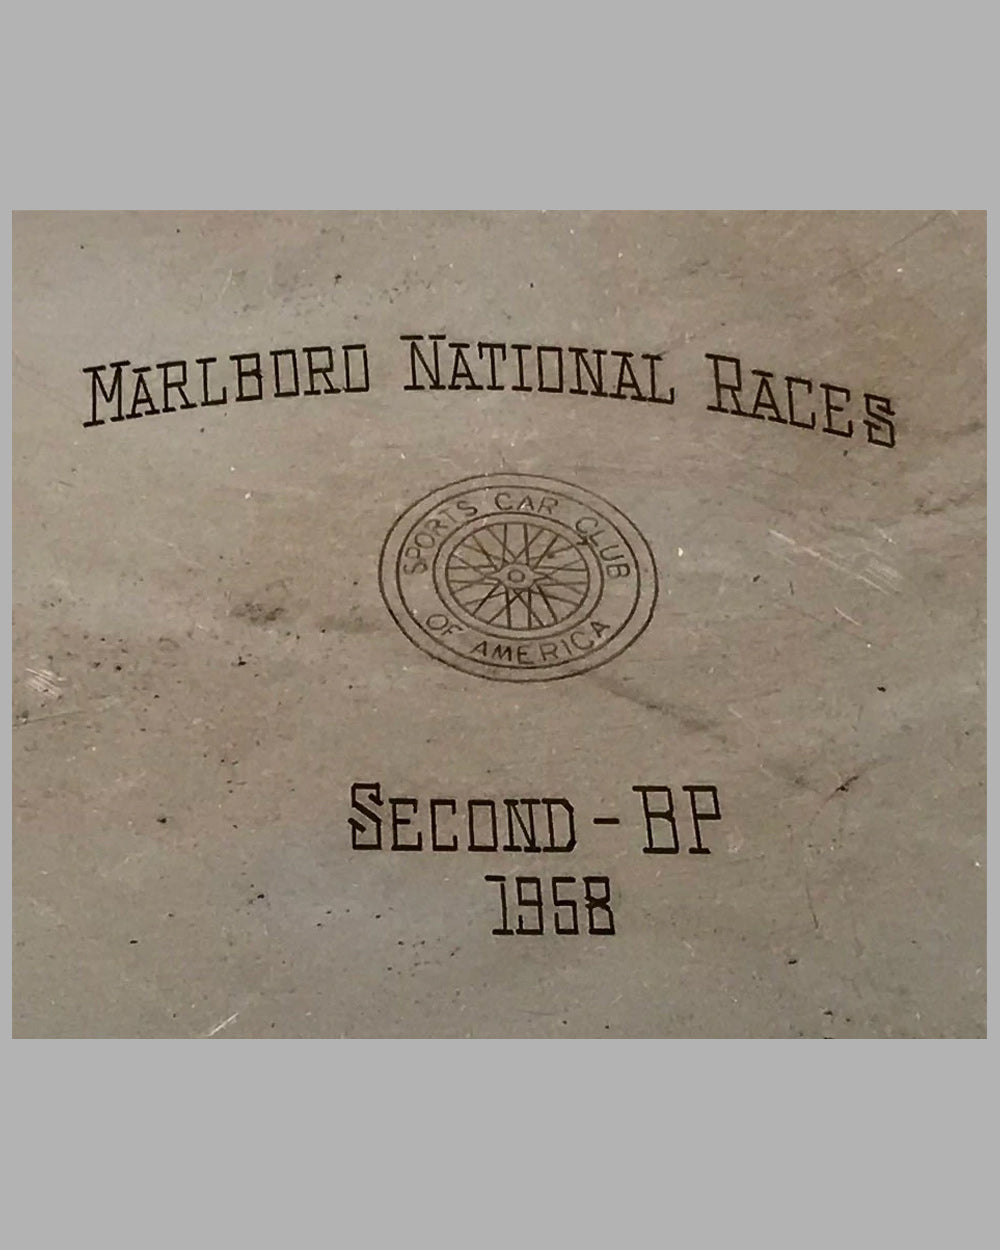 MARLBORO NATIONAL RACES
SPORTS CAR CLUB
OF AMERICA
SECOND - BP
1958